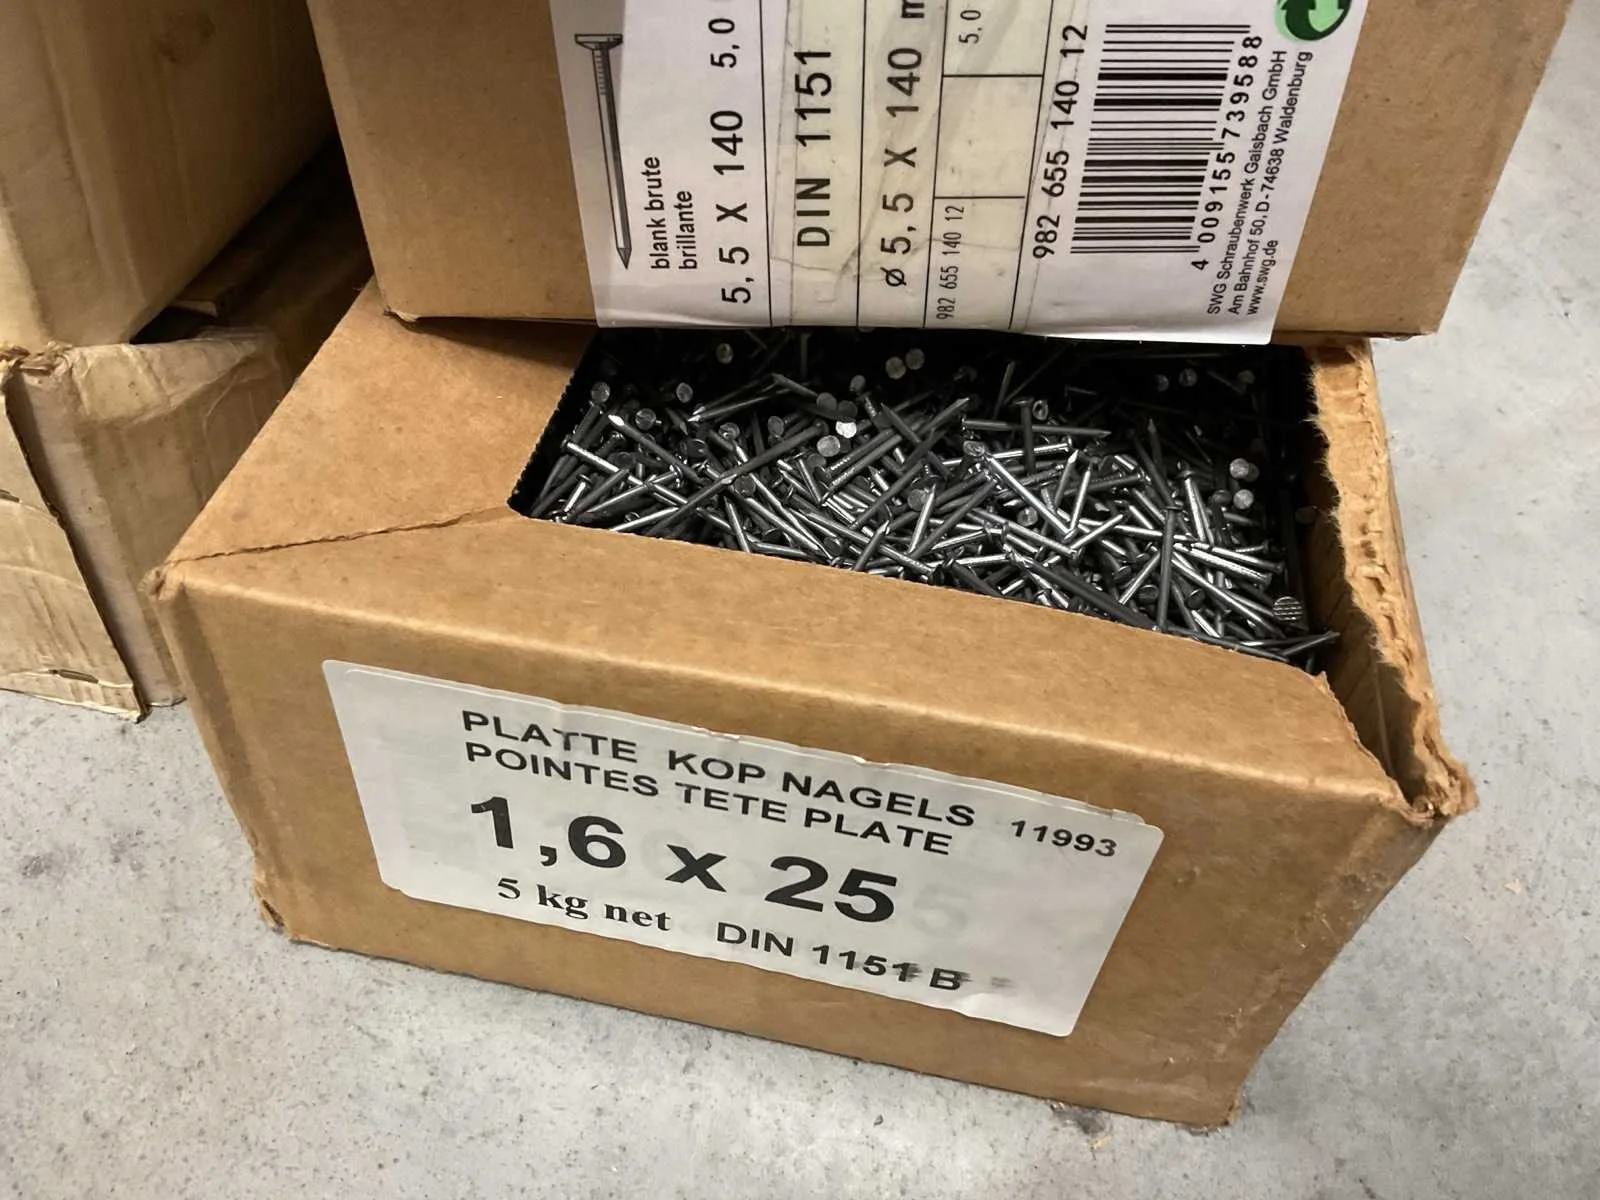 blank brute
brillante
5,5 X 140 5,0
DIN 1151
ø 5,5 X 140 m
982 655 140 12
5,0
982 655 140 12
4 009155 739588
SWG Schraubenwerk Gaisbach GmbH
Am Bahnhof 50, D-74638 Waldenburg
www.swg.de
PLATTE KOP NAGELS
POINTES TETE PLATE 11993
1,6 x 25
5 kg net DIN 1151 B